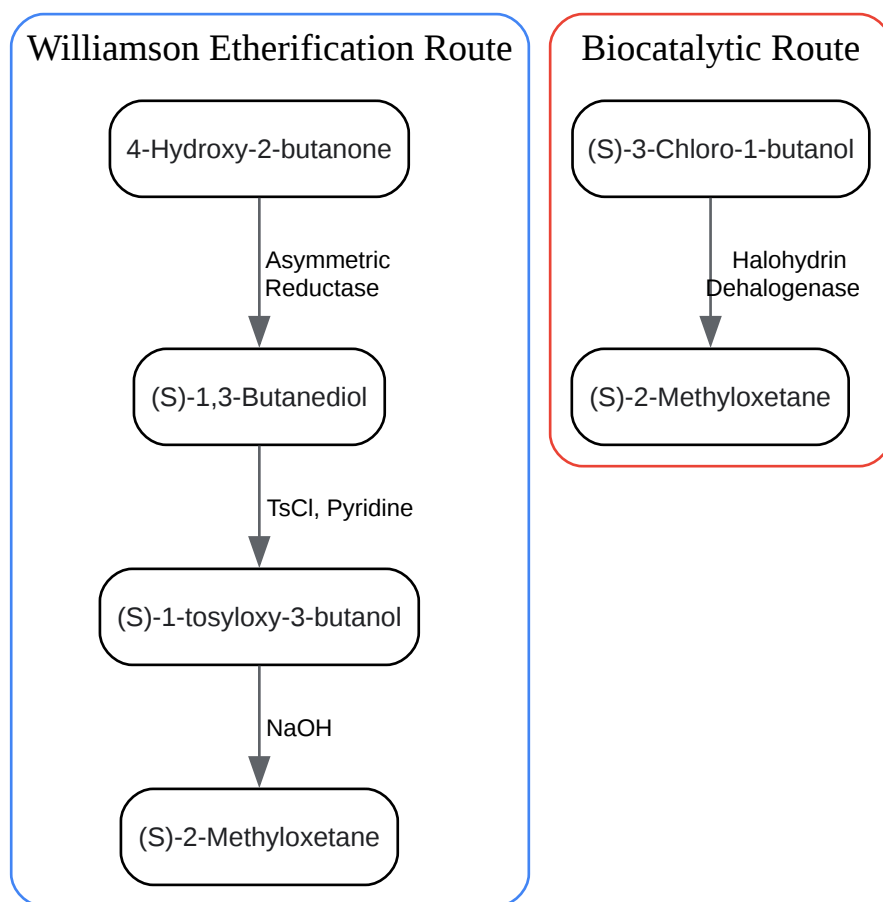 Williamson Etherification Route
4-Hydroxy-2-butanone
Asymmetric
Reductase
(S)-1,3-Butanediol
TsCl, Pyridine
(S)-1-tosyloxy-3-butanol
NaOH
(S)-2-Methyloxetane
Biocatalytic Route
(S)-3-Chloro-1-butanol
Halohydrin
Dehalogenase
(S)-2-Methyloxetane